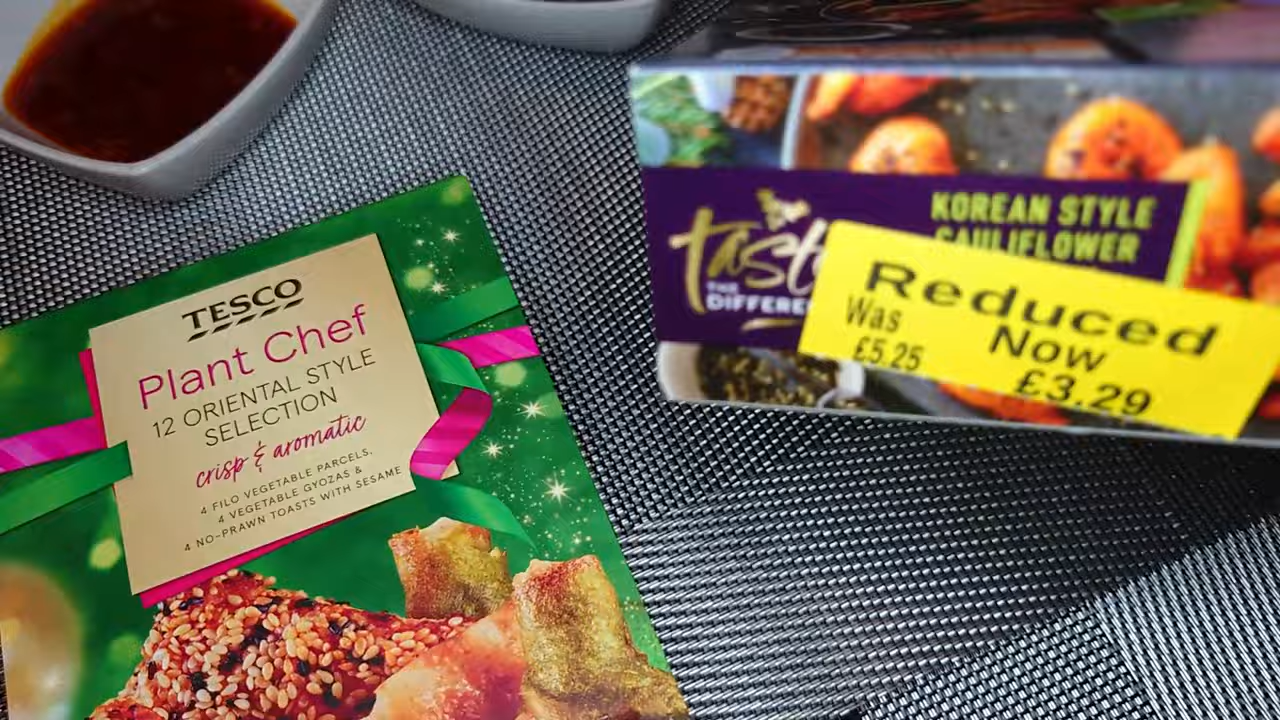 TESCO
Plant Chef
12 ORIENTAL STYLE
SELECTION
crisp & aromatic
4 FILO VEGETABLE PARCELS,
4 VEGETABLE GYOZAS &
4 NO-PRAWN TOASTS WITH SESAME
taste
THE
DIFFERE
KOREAN STYLE
CAULIFLOWER
Reduced
Was Now
£5.25 £3.29